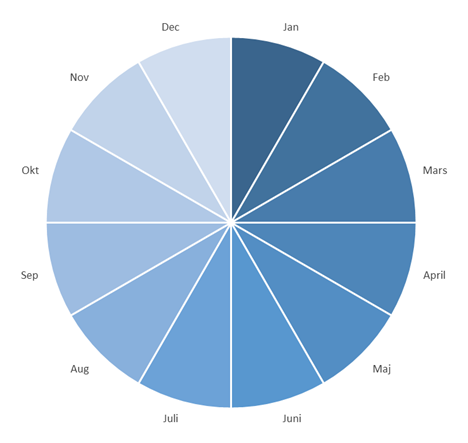 Jan
Feb
Mars
April
Maj
Juni
Juli
Aug
Sep
Okt
Nov
Dec